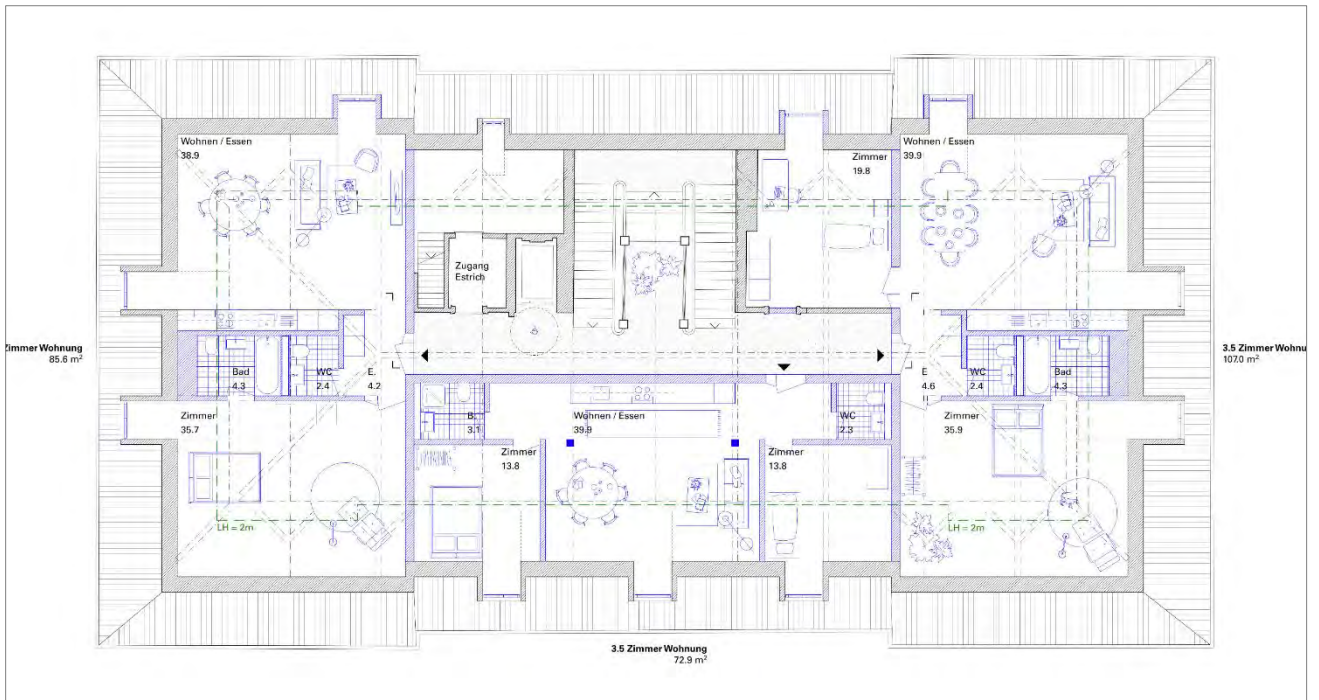 Wohnen / Essen
38.9
Zimmer
19.8
Wohnen / Essen
39.9
Zugang
Estrich
Zimmer Wohnung
85.6 m²
3.5 Zimmer Wohnu
107.0 m²
Bad
4.3
WC
2.4
E.
4.2
E
4.6
WC
2.4
Bad
4.3
Zimmer
35.7
B.
3.1
Wohnen / Essen
39.9
WC
2.3
Zimmer
35.9
Zimmer
13.8
Zimmer
13.8
LH = 2m
LH = 2m
3.5 Zimmer Wohnung
72.9 m²